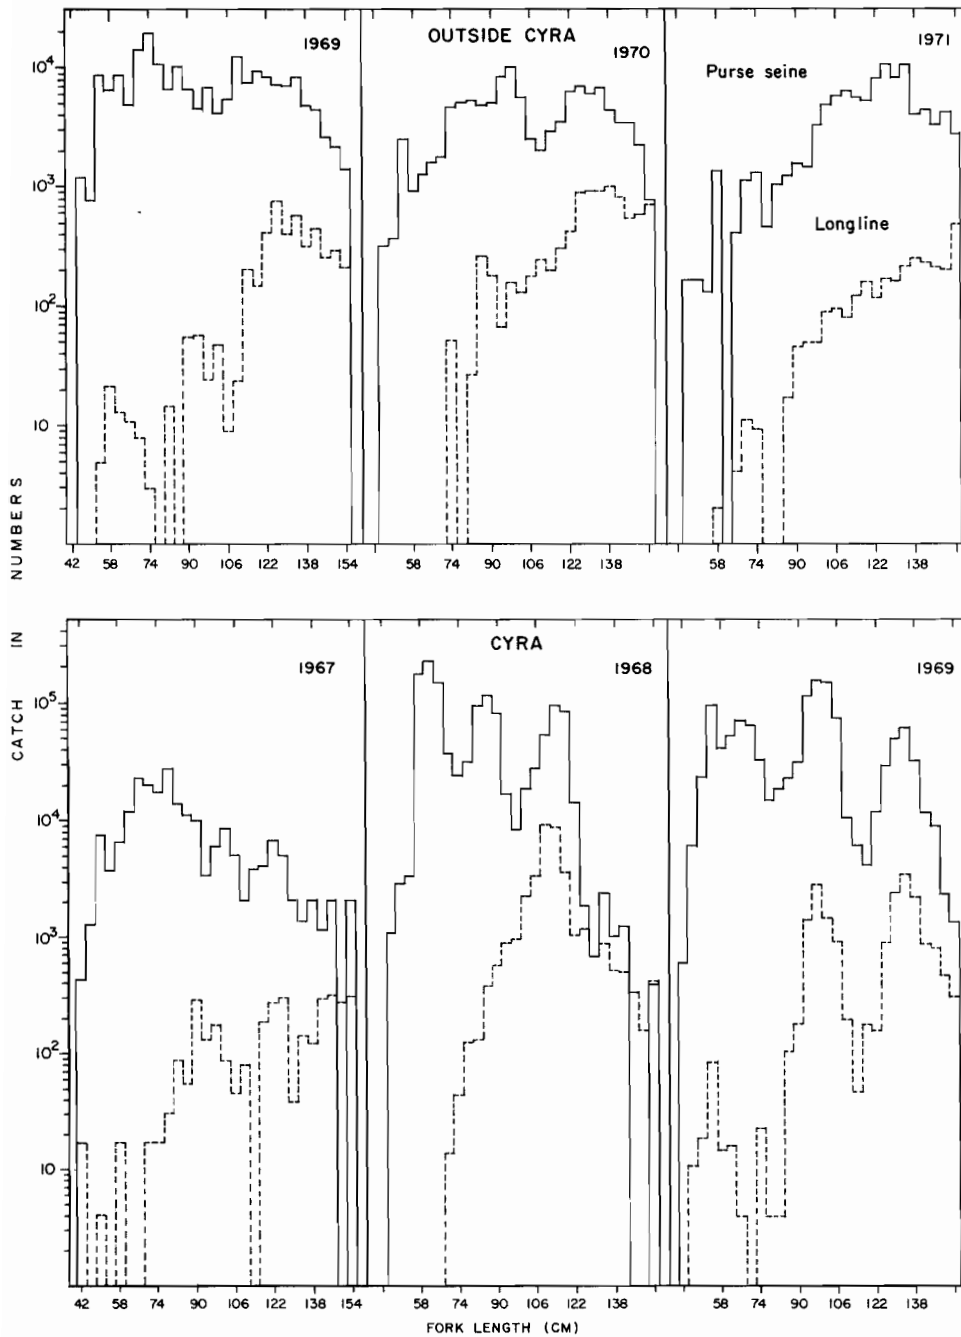 OUTSIDE CYRA
1969
1970
1971
Purse seine
Longline
10⁴
10³
10²
10
42 58 74 90 106 122 138 154 58 74 90 106 122 138 58 74 90 106 122 138
CATCH IN NUMBERS
CYRA
1967
1968
1969
10⁵
10⁴
10³
10²
10
42 58 74 90 106 122 138 154 58 74 90 106 122 138 58 74 90 106 122 138
FORK LENGTH (CM)